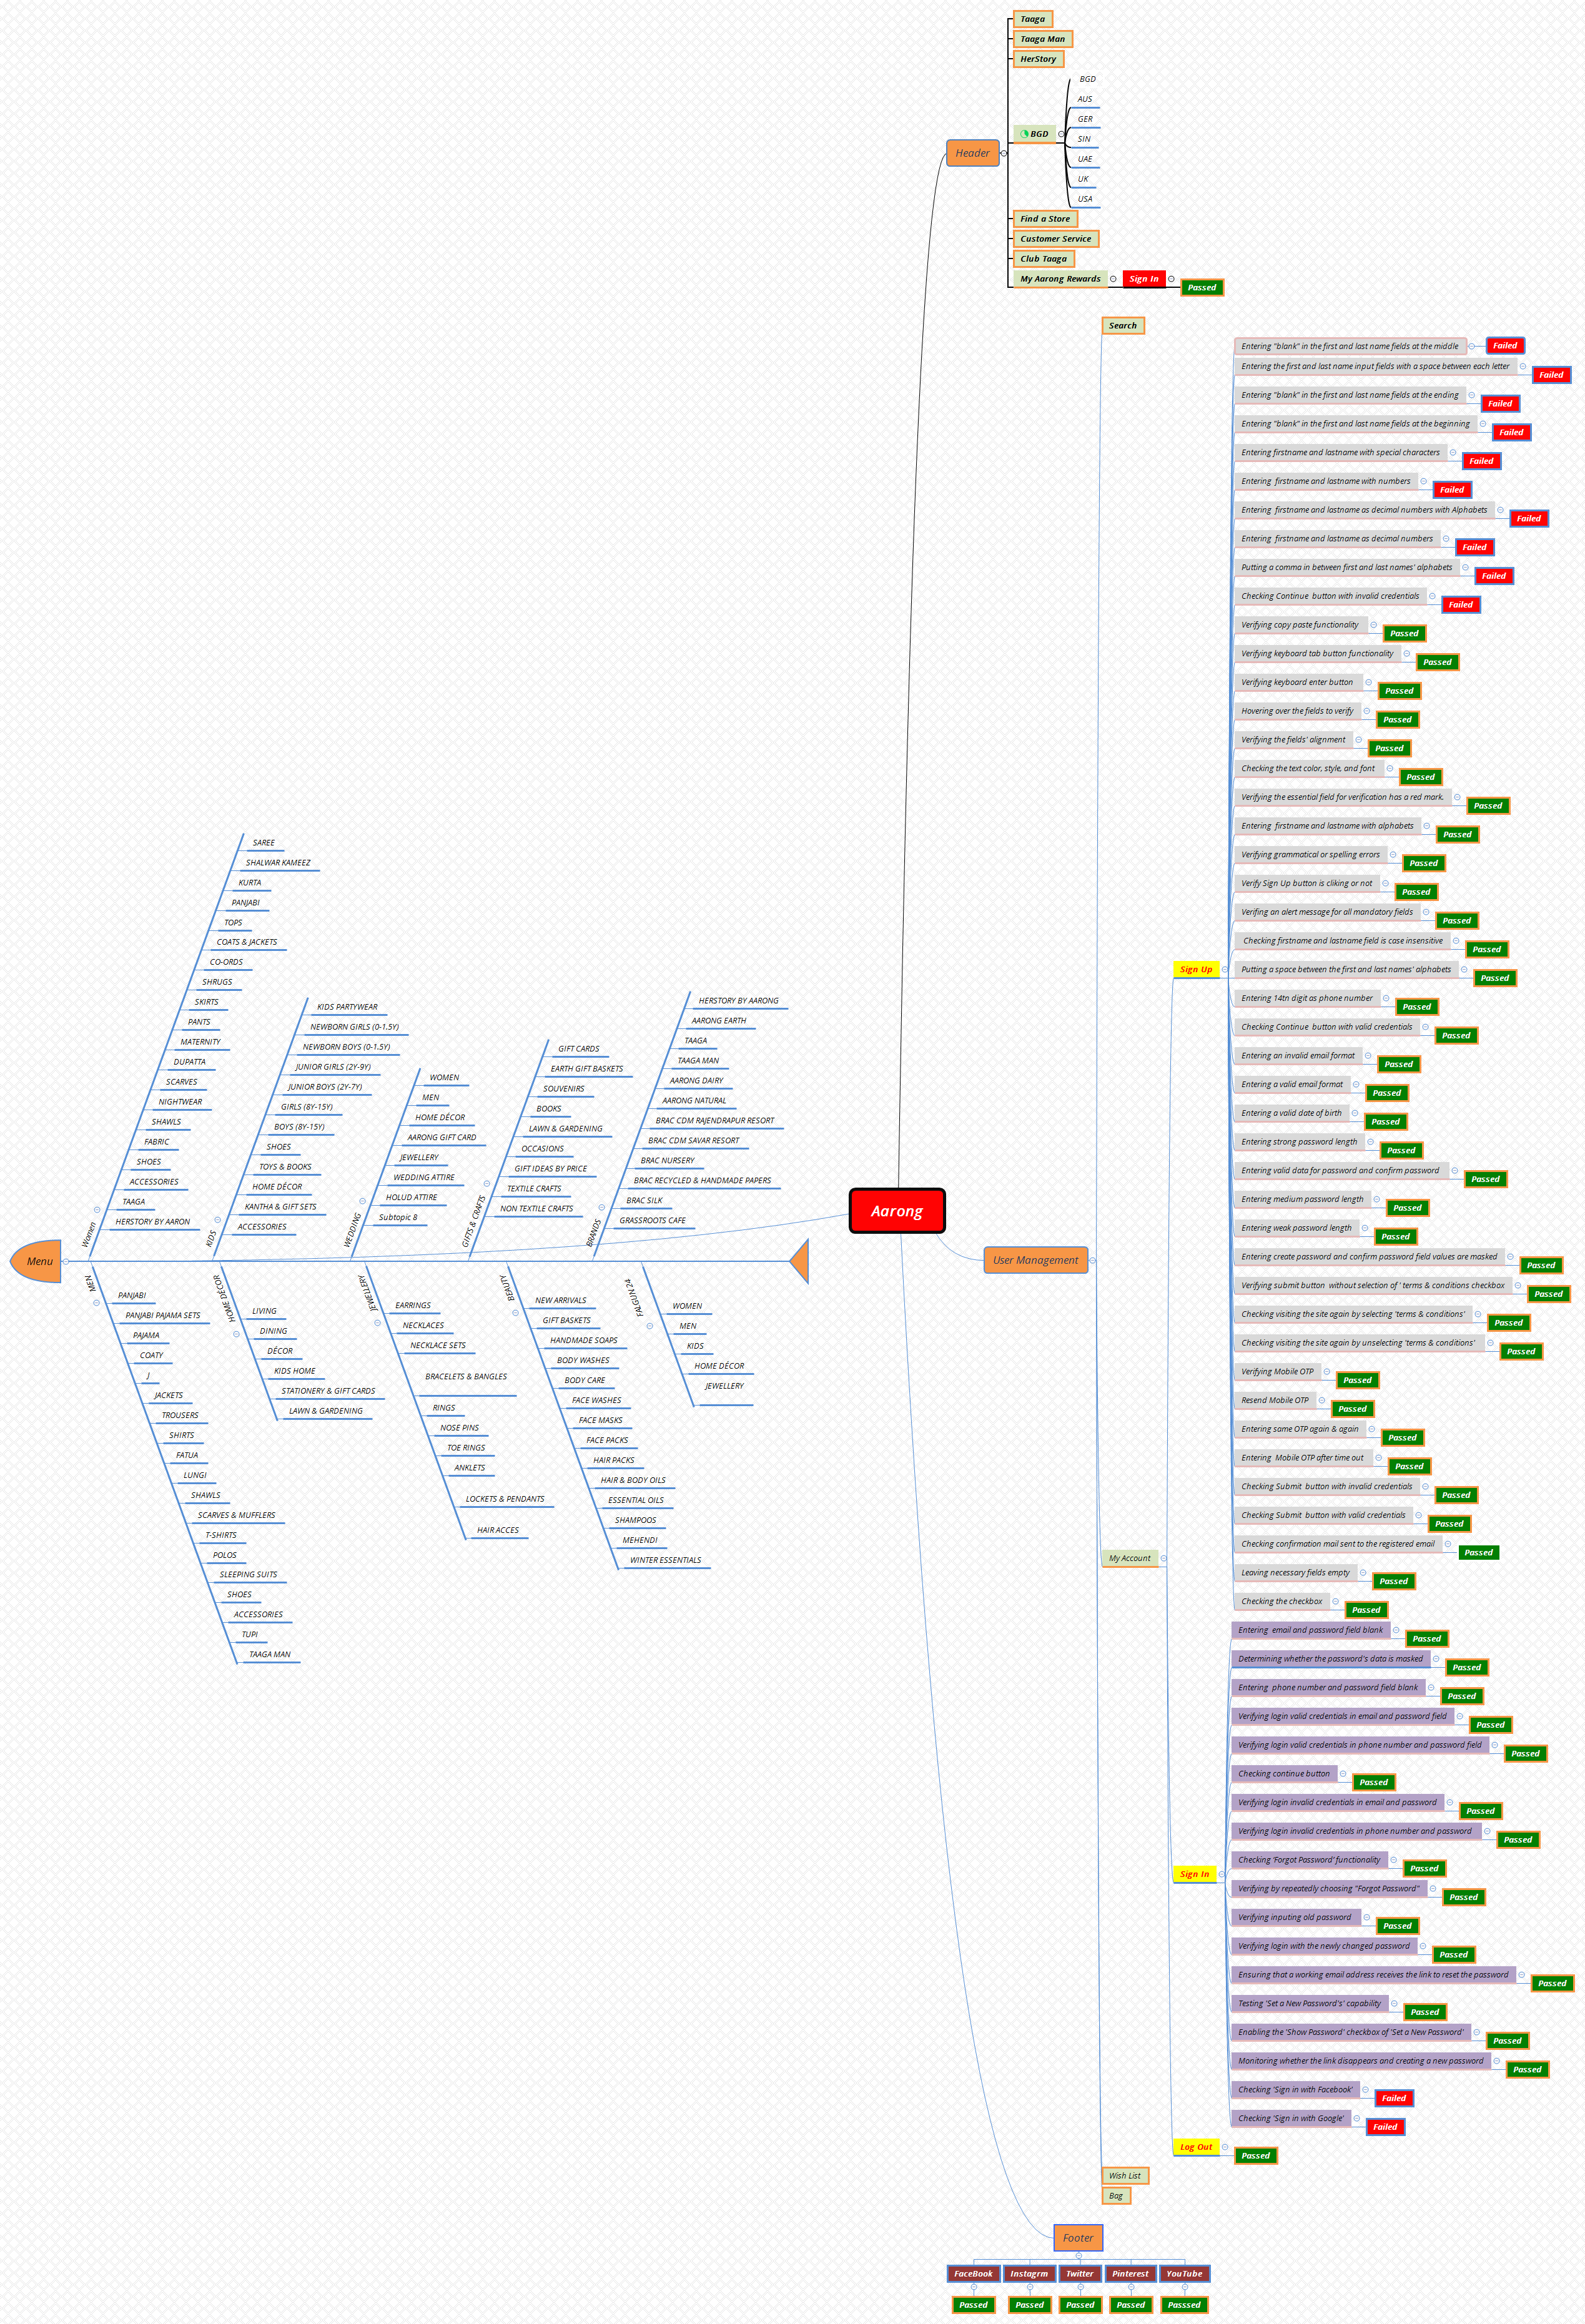 Taaga
Taaga Man
HerStory
BGD
AUS
GER
BGD
SIN
Header
UAE
UK
USA
Find a Store
Customer Service
Club Taaga
My Aarong Rewards
Sign In
Passed
Search
Entering "blank" in the first and last name fields at the middle
Failed
Entering the first and last name input fields with a space between each letter
Failed
Entering "blank" in the first and last name fields at the ending
Failed
Entering "blank" in the first and last name fields at the beginning
Failed
Entering firstname and lastname with special characters
Failed
Entering  firstname and lastname with numbers
Failed
Entering  firstname and lastname as decimal numbers with Alphabets
Failed
Entering  firstname and lastname as decimal numbers
Failed
Putting a comma in between first and last names' alphabets
Failed
Checking Continue  button with invalid credentials
Failed
Verifying copy paste functionality
Passed
Verifying keyboard tab button functionality
Passed
Verifying keyboard enter button
Passed
Hovering over the fields to verify
Passed
Verifying the fields' alignment
Passed
Checking the text color, style, and font
Passed
Verifying the essential field for verification has a red mark.
Passed
Entering  firstname and lastname with alphabets
Passed
Verifying grammatical or spelling errors
Passed
Verify Sign Up button is cliking or not
Passed
Verifing an alert message for all mandatory fields
Passed
Checking firstname and lastname field is case insensitive
Passed
Sign Up
Putting a space between the first and last names' alphabets
Passed
Entering 14tn digit as phone number
Passed
Checking Continue  button with valid credentials
Passed
Entering an invalid email format
Passed
Entering a valid email format
Passed
Entering a valid date of birth
Passed
Entering strong password length
Passed
Entering valid data for password and confirm password
Passed
Entering medium password length
Passed
Entering weak password length
Passed
Entering create password and confirm password field values are masked
Passed
Verifying submit button  without selection of ' terms & conditions checkbox
Passed
Checking visiting the site again by selecting 'terms & conditions'
Passed
Checking visiting the site again by unselecting 'terms & conditions'
Passed
Verifying Mobile OTP
Passed
Resend Mobile OTP
Passed
Entering same OTP again & again
Passed
Entering  Mobile OTP after time out
Passed
Checking Submit  button with invalid credentials
Passed
Checking Submit  button with valid credentials
Passed
Checking confirmation mail sent to the registered email
Passed
Leaving necessary fields empty
Passed
Checking the checkbox
Passed
My Account
Entering  email and password field blank
Passed
Determining whether the password's data is masked
Passed
Entering  phone number and password field blank
Passed
Verifying login valid credentials in email and password field
Passed
Verifying login valid credentials in phone number and password field
Passed
Checking continue button
Passed
Verifying login invalid credentials in email and password
Passed
Verifying login invalid credentials in phone number and password
Passed
Checking 'Forgot Password' functionality
Passed
Sign In
Verifying by repeatedly choosing "Forgot Password"
Passed
Verifying inputing old password
Passed
Verifying login with the newly changed password
Passed
Ensuring that a working email address receives the link to reset the password
Passed
Testing 'Set a New Password's' capability
Passed
Enabling the 'Show Password' checkbox of 'Set a New Password'
Passed
Monitoring whether the link disappears and creating a new password
Passed
Checking 'Sign in with Facebook'
Failed
Checking 'Sign in with Google'
Failed
Log Out
Passed
Wish List
Bag
Aarong
User Management
Menu
Women
SAREE
SHALWAR KAMEEZ
KURTA
PANJABI
TOPS
COATS & JACKETS
CO-ORDS
SHRUGS
SKIRTS
PANTS
MATERNITY
DUPATTA
SCARVES
NIGHTWEAR
SHAWLS
FABRIC
SHOES
ACCESSORIES
TAAGA
HERSTORY BY AARON
KIDS
KIDS PARTYWEAR
NEWBORN GIRLS (0-1.5Y)
NEWBORN BOYS (0-1.5Y)
JUNIOR GIRLS (2Y-9Y)
JUNIOR BOYS (2Y-7Y)
GIRLS (8Y-15Y)
BOYS (8Y-15Y)
SHOES
TOYS & BOOKS
HOME DÉCOR
KANTHA & GIFT SETS
ACCESSORIES
WEDDING
WOMEN
MEN
HOME DÉCOR
AARONG GIFT CARD
JEWELLERY
WEDDING ATTIRE
HOLUD ATTIRE
Subtopic 8
GIFTS & CRAFTS
GIFT CARDS
EARTH GIFT BASKETS
SOUVENIRS
BOOKS
LAWN & GARDENING
OCCASIONS
GIFT IDEAS BY PRICE
TEXTILE CRAFTS
NON TEXTILE CRAFTS
BRANDS
HERSTORY BY AARONG
AARONG EARTH
TAAGA
TAAGA MAN
AARONG DAIRY
AARONG NATURAL
BRAC CDM RAJENDRAPUR RESORT
BRAC CDM SAVAR RESORT
BRAC NURSERY
BRAC RECYCLED & HANDMADE PAPERS
BRAC SILK
GRASSROOTS CAFE
MEN
PANJABI
PANJABI PAJAMA SETS
PAJAMA
COATY
J
JACKETS
TROUSERS
SHIRTS
FATUA
LUNGI
SHAWLS
SCARVES & MUFFLERS
T-SHIRTS
POLOS
SLEEPING SUITS
SHOES
ACCESSORIES
TUPI
TAAGA MAN
HOME DÉCOR
LIVING
DINING
DÉCOR
KIDS HOME
STATIONERY & GIFT CARDS
LAWN & GARDENING
JEWELLERY
EARRINGS
NECKLACES
NECKLACE SETS
BRACELETS & BANGLES
RINGS
NOSE PINS
TOE RINGS
ANKLETS
LOCKETS & PENDANTS
HAIR ACCES
BEAUTY
NEW ARRIVALS
GIFT BASKETS
HANDMADE SOAPS
BODY WASHES
BODY CARE
FACE WASHES
FACE MASKS
FACE PACKS
HAIR PACKS
HAIR & BODY OILS
ESSENTIAL OILS
SHAMPOOS
MEHENDI
WINTER ESSENTIALS
FALGUN'24
WOMEN
MEN
KIDS
HOME DÉCOR
JEWELLERY
Footer
FaceBook
Instagrm
Twitter
Pinterest
YouTube
Passed
Passed
Passed
Passed
Passsed